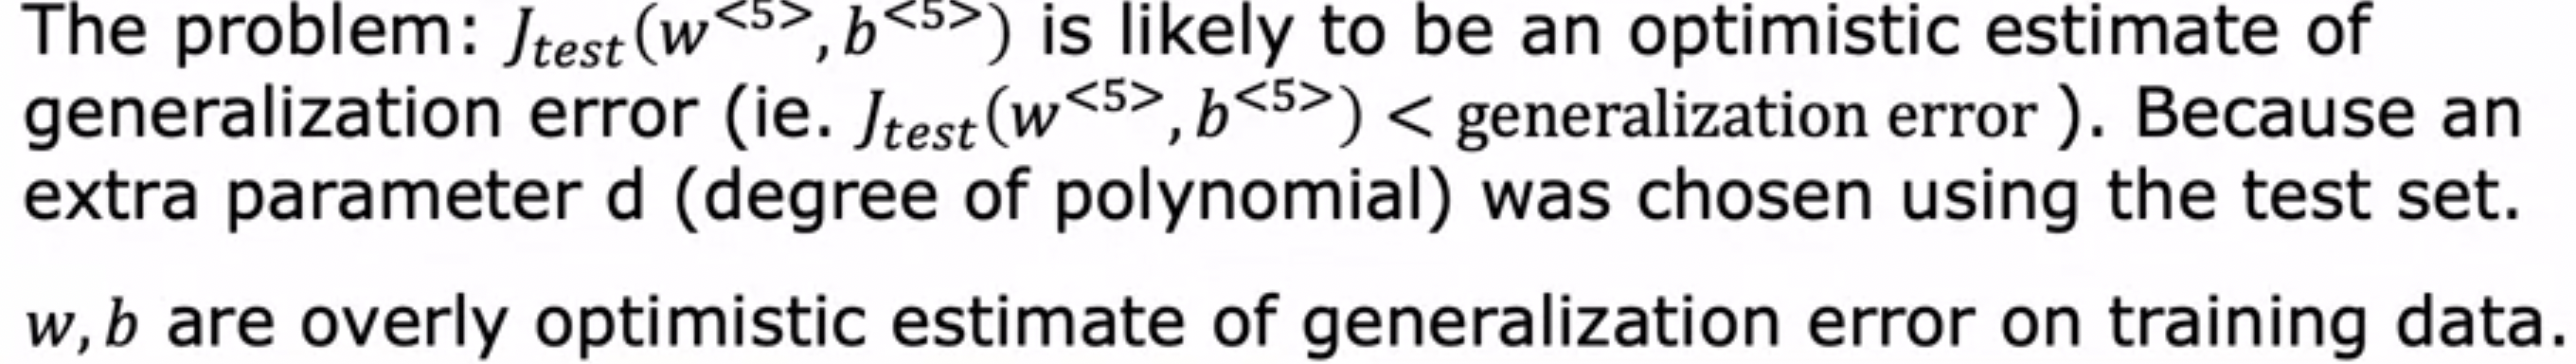 The problem: J_test(w^<5>, b^<5>) is likely to be an optimistic estimate of
generalization error (ie. J_test(w^<5>, b^<5>) < generalization error ). Because an
extra parameter d (degree of polynomial) was chosen using the test set.
w, b are overly optimistic estimate of generalization error on training data.